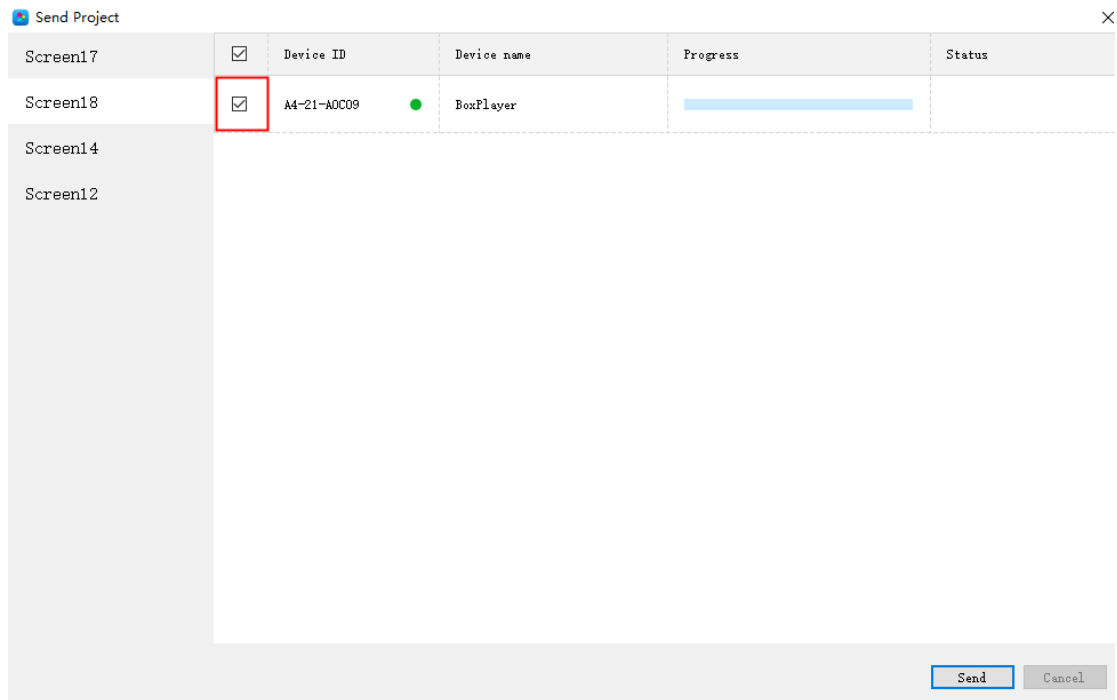 Send Project
Screen17
Screen18
Screen14
Screen12
Device ID Device name Progress Status
A4-21-A0C09 BoxPlayer
Send Cancel